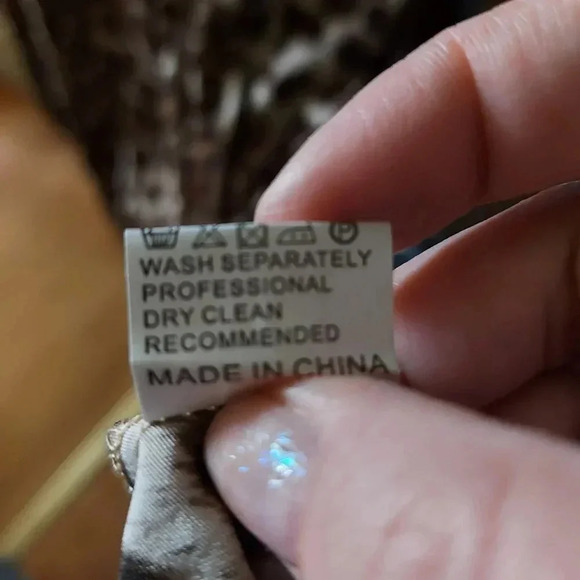 WASH SEPARATELY
PROFESSIONAL
DRY CLEAN
RECOMMENDED
MADE IN CHINA